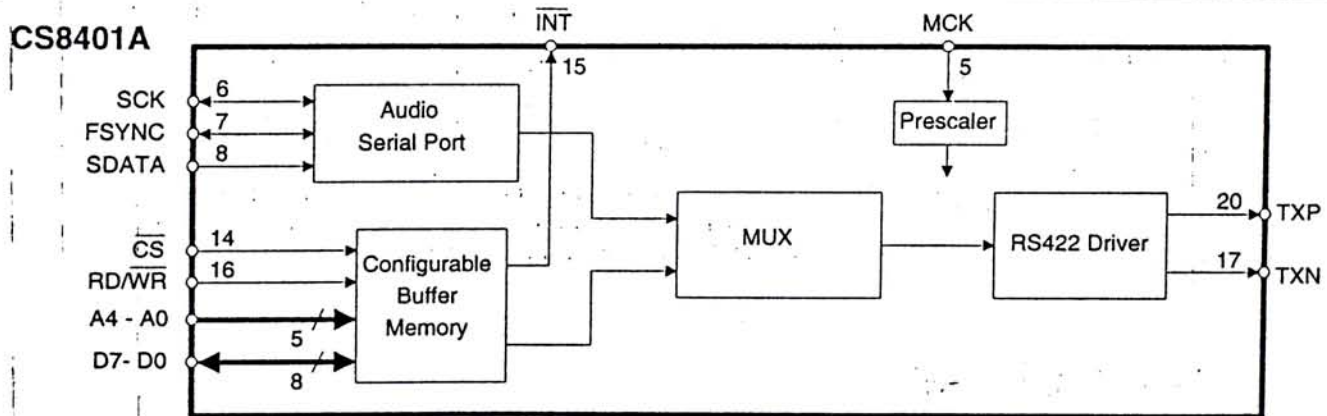 CS8401A
INT
MCK
15
5
SCK
6
FSYNC
7
SDATA
8
Audio
Serial Port
Prescaler
CS
14
RD/WR
16
A4 - A0
5
D7- D0
8
Configurable
Buffer
Memory
MUX
RS422 Driver
20
TXP
17
TXN